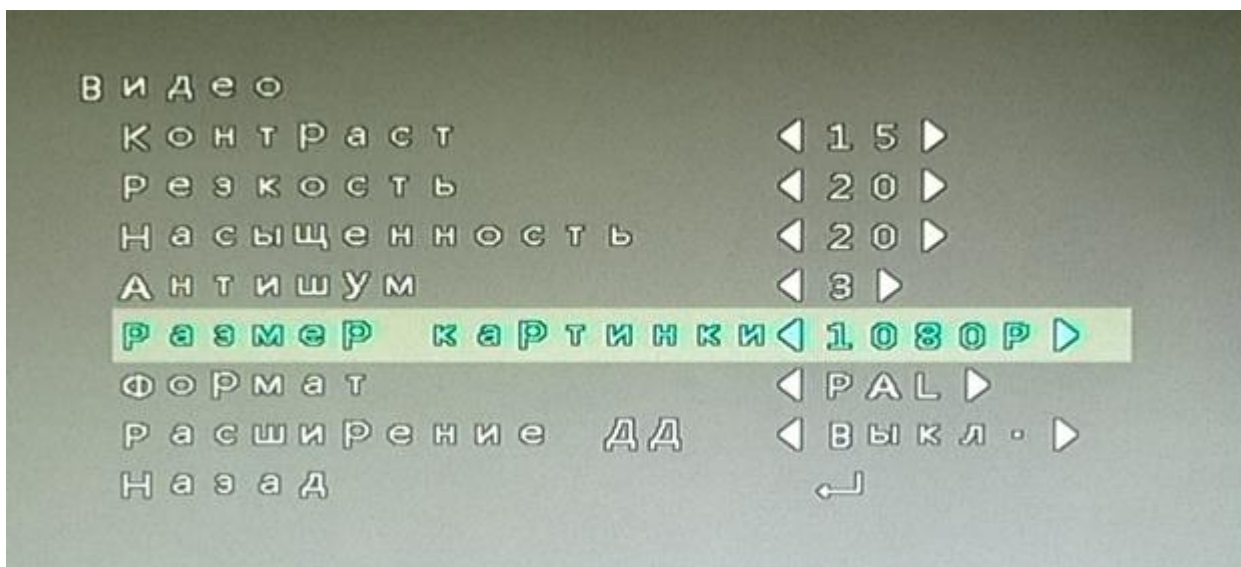 Видео
Контраст 15
Резкость 20
Насыщенность 20
Антишум 3
Размер картинки 1080P
Формат PAL
Расширение ДД Выкл.
Назад